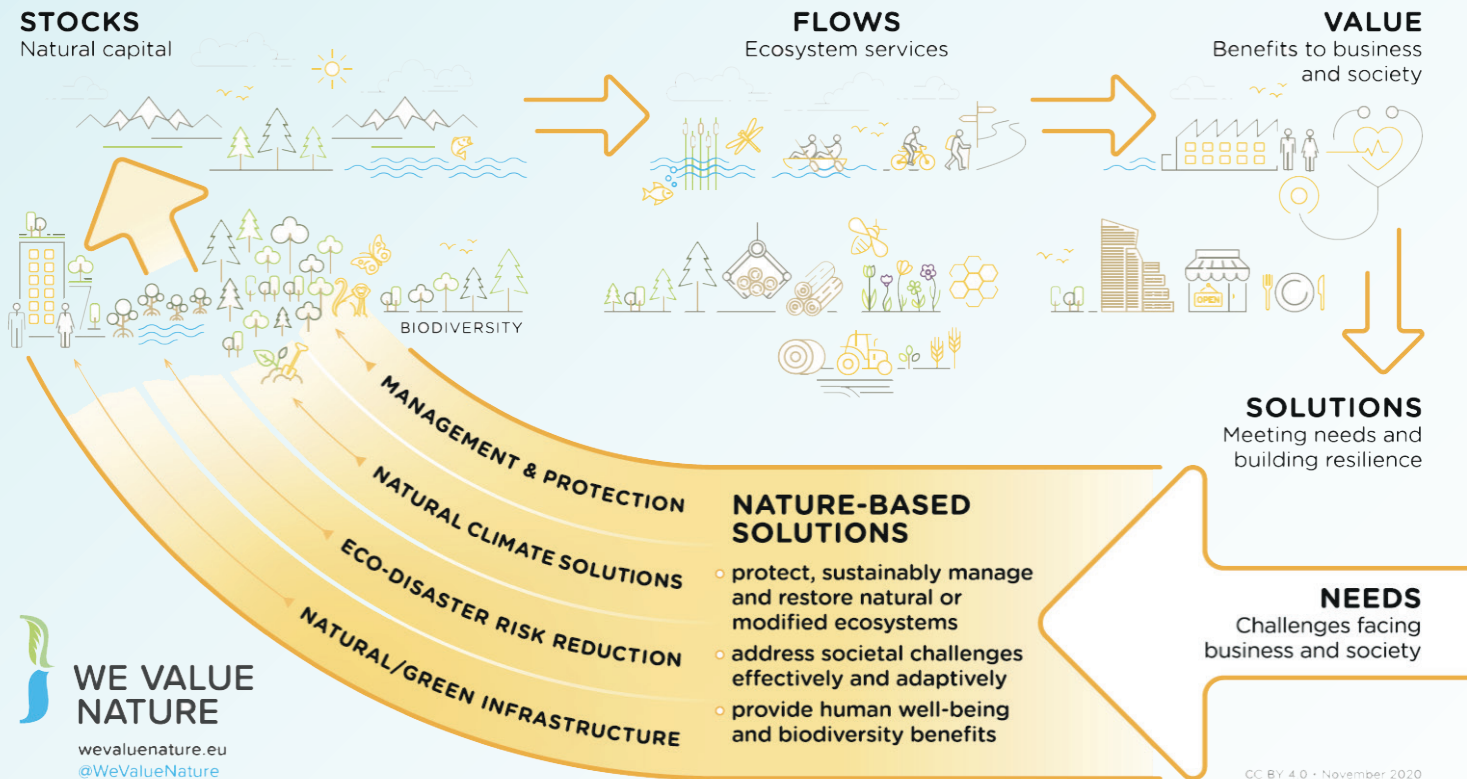 STOCKS
Natural capital
FLOWS
Ecosystem services
VALUE
Benefits to business
and society
BIODIVERSITY
OPEN
SOLUTIONS
Meeting needs and
building resilience
MANAGEMENT & PROTECTION
NATURAL CLIMATE SOLUTIONS
ECO-DISASTER RISK REDUCTION
NATURAL/GREEN INFRASTRUCTURE
NATURE-BASED
SOLUTIONS
protect, sustainably manage
and restore natural or
modified ecosystems
address societal challenges
effectively and adaptively
provide human well-being
and biodiversity benefits
NEEDS
Challenges facing
business and society
WE VALUE
NATURE
wevaluenature.eu
@WeValueNature
CC BY 4.0 • November 2020